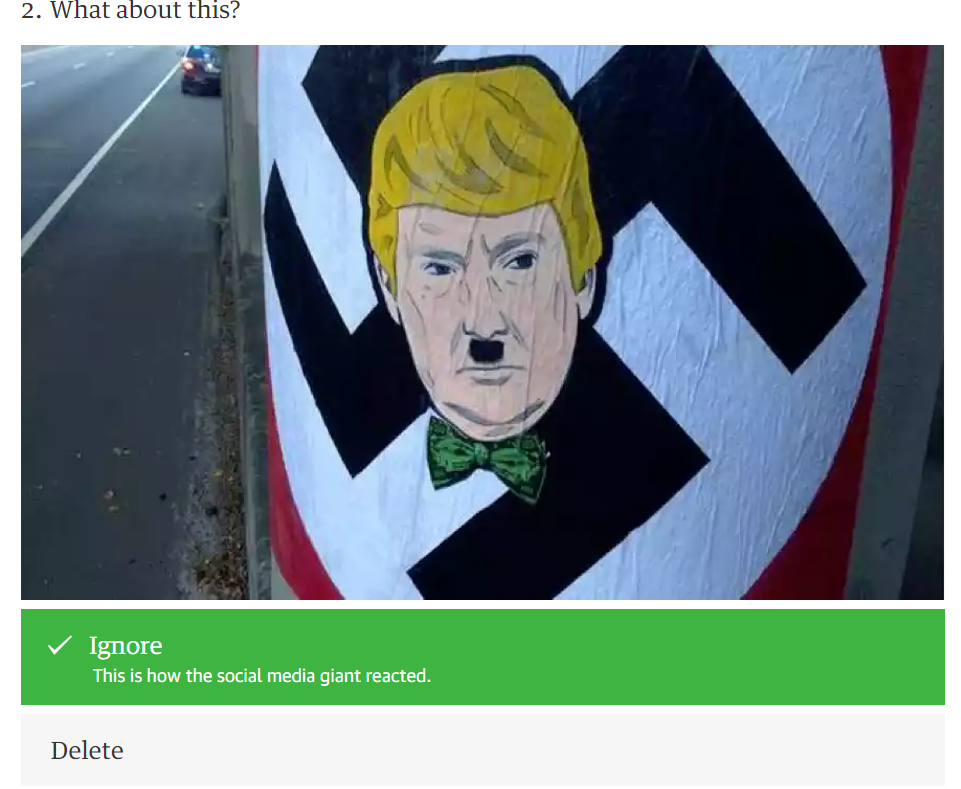 2. What about this?
Ignore
This is how the social media giant reacted.
Delete